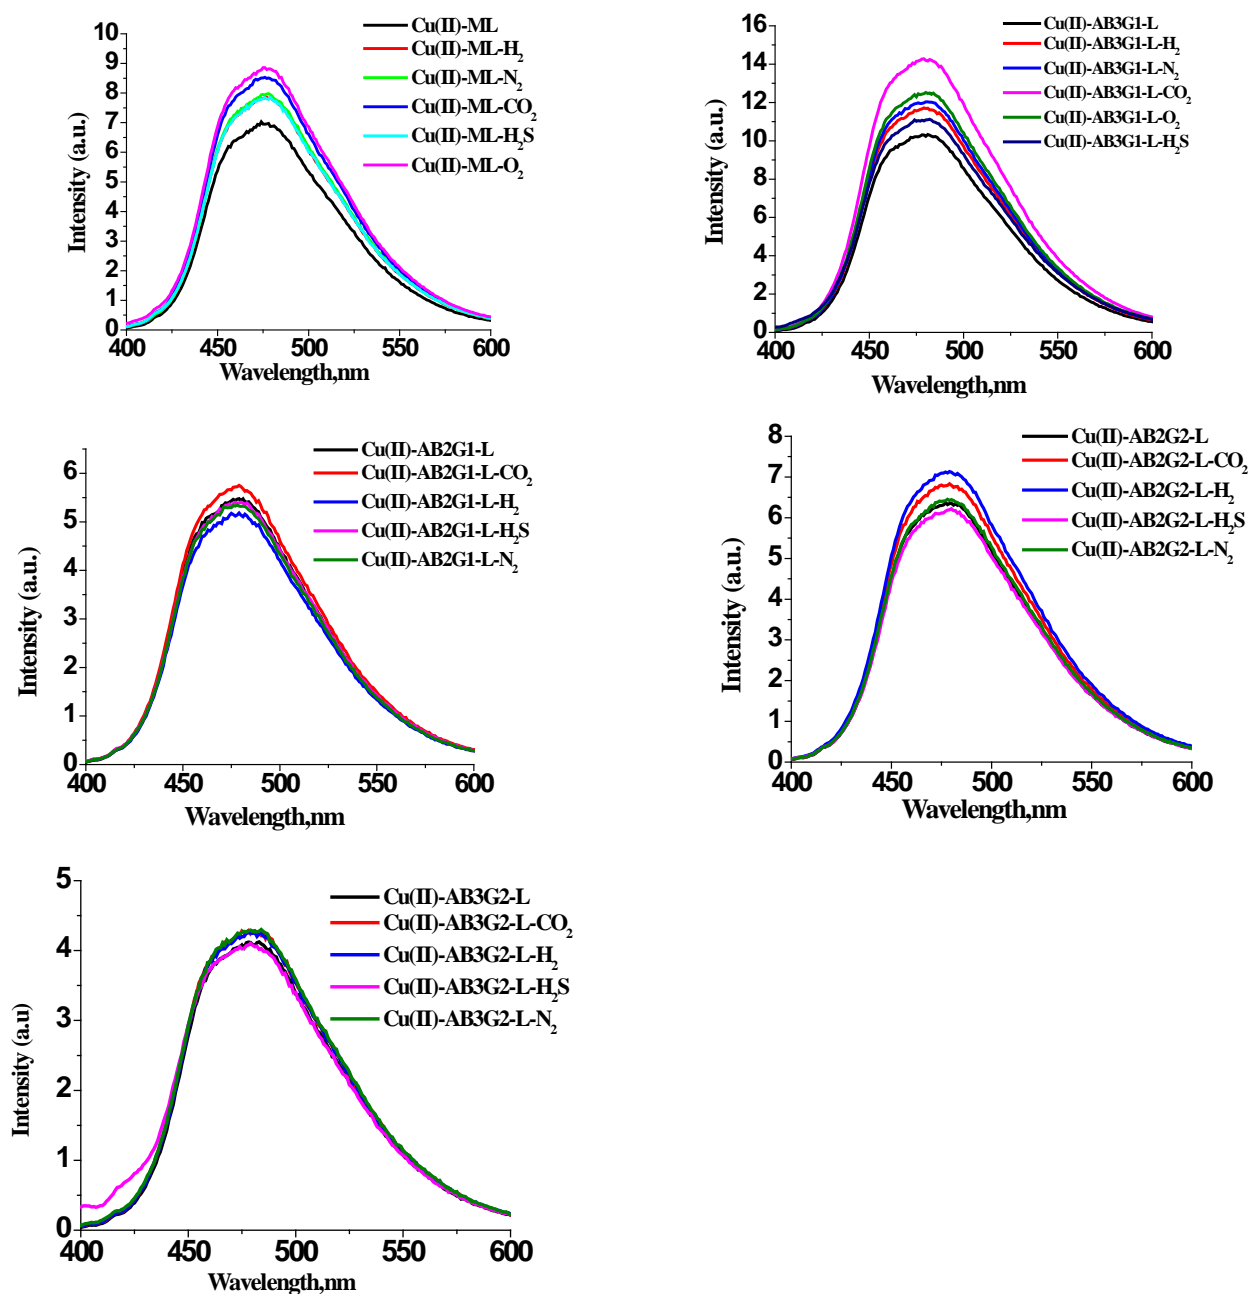 Cu(II)-ML
Cu(II)-ML-H2
Cu(II)-ML-N2
Cu(II)-ML-CO2
Cu(II)-ML-H2S
Cu(II)-ML-O2
Intensity (a.u.)
10
9
8
7
6
5
4
3
2
1
0
400 450 500 550 600
Wavelength,nm
Cu(II)-AB3G1-L
Cu(II)-AB3G1-L-H2
Cu(II)-AB3G1-L-N2
Cu(II)-AB3G1-L-CO2
Cu(II)-AB3G1-L-O2
Cu(II)-AB3G1-L-H2S
Intensity (a.u.)
16
14
12
10
8
6
4
2
0
400 450 500 550 600
Wavelength,nm
Cu(II)-AB2G1-L
Cu(II)-AB2G1-L-CO2
Cu(II)-AB2G1-L-H2
Cu(II)-AB2G1-L-H2S
Cu(II)-AB2G1-L-N2
Intensity (a.u.)
6
5
4
3
2
1
0
400 450 500 550 600
Wavelength,nm
Cu(II)-AB2G2-L
Cu(II)-AB2G2-L-CO2
Cu(II)-AB2G2-L-H2
Cu(II)-AB2G2-L-H2S
Cu(II)-AB2G2-L-N2
Intensity (a.u.)
8
7
6
5
4
3
2
1
0
400 450 500 550 600
Wavelength,nm
Cu(II)-AB3G2-L
Cu(II)-AB3G2-L-CO2
Cu(II)-AB3G2-L-H2
Cu(II)-AB3G2-L-H2S
Cu(II)-AB3G2-L-N2
Intensity (a.u)
5
4
3
2
1
0
400 450 500 550 600
Wavelength,nm